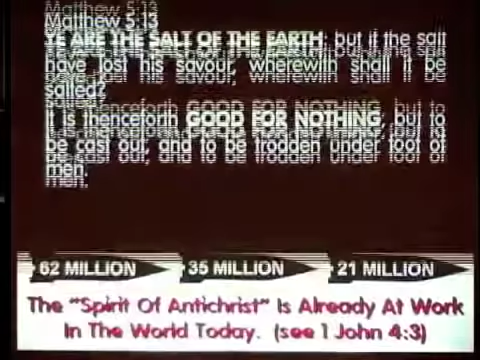 Matthew 5:13
YE ARE THE SALT OF THE EARTH; but if the salt
have lost his savour, wherewith shall it be
salted?
It is thenceforth GOOD FOR NOTHING, but to
be cast out, and to be trodden under foot of
men.
62 MILLION 35 MILLION 21 MILLION
The "Spirit Of Antichrist" Is Already At Work
In The World Today. (see 1 John 4:3)